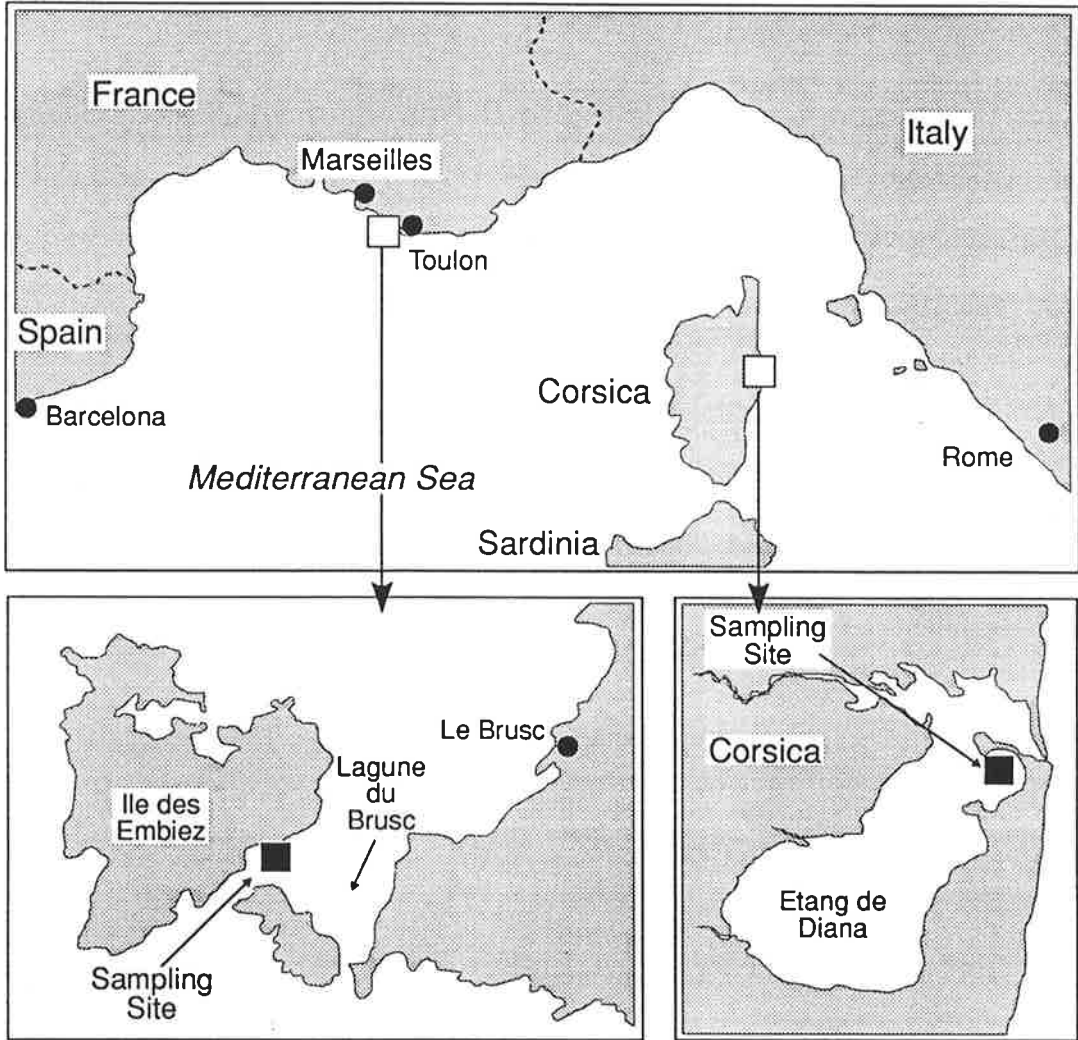 France
Marseilles
Italy
Toulon
Spain
Barcelona
Corsica
Rome
Mediterranean Sea
Sardinia
Le Brusc
Lagune
du
Brusc
Ile des
Embiez
Sampling
Site
Sampling
Site
Corsica
Etang de
Diana